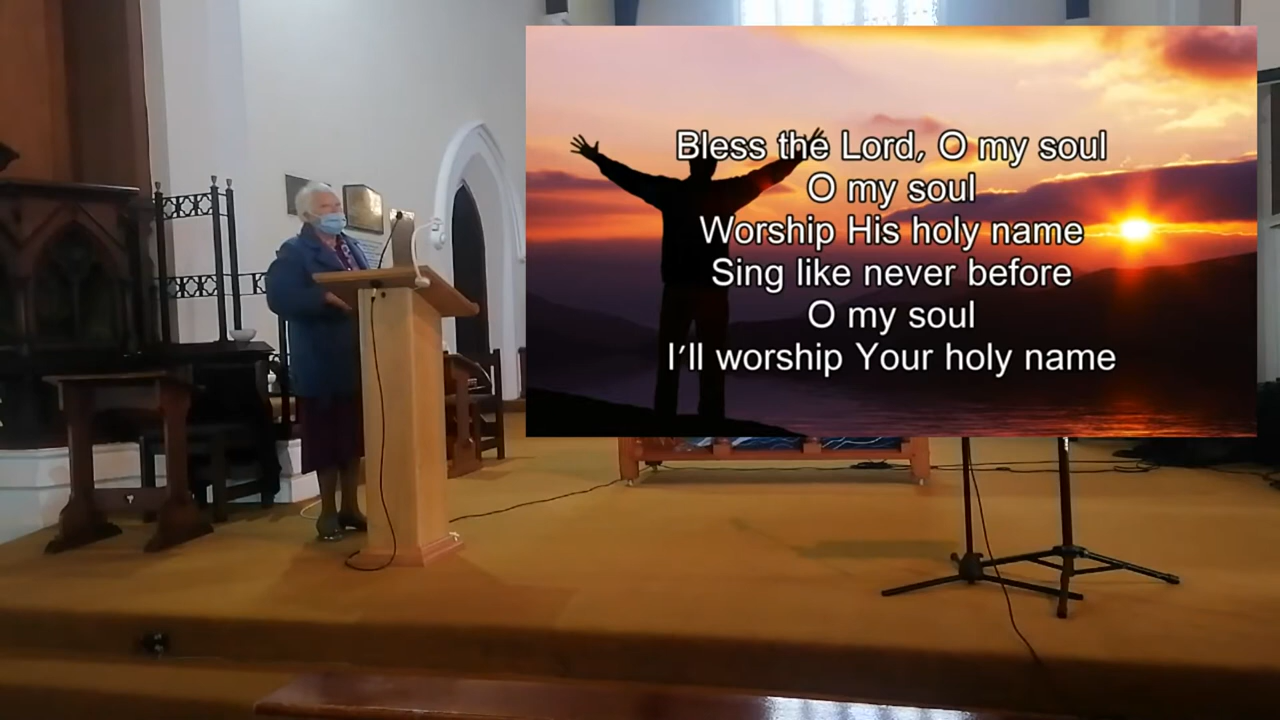 Bless the Lord, O my soul
O my soul
Worship His holy name
Sing like never before
O my soul
I'll worship Your holy name